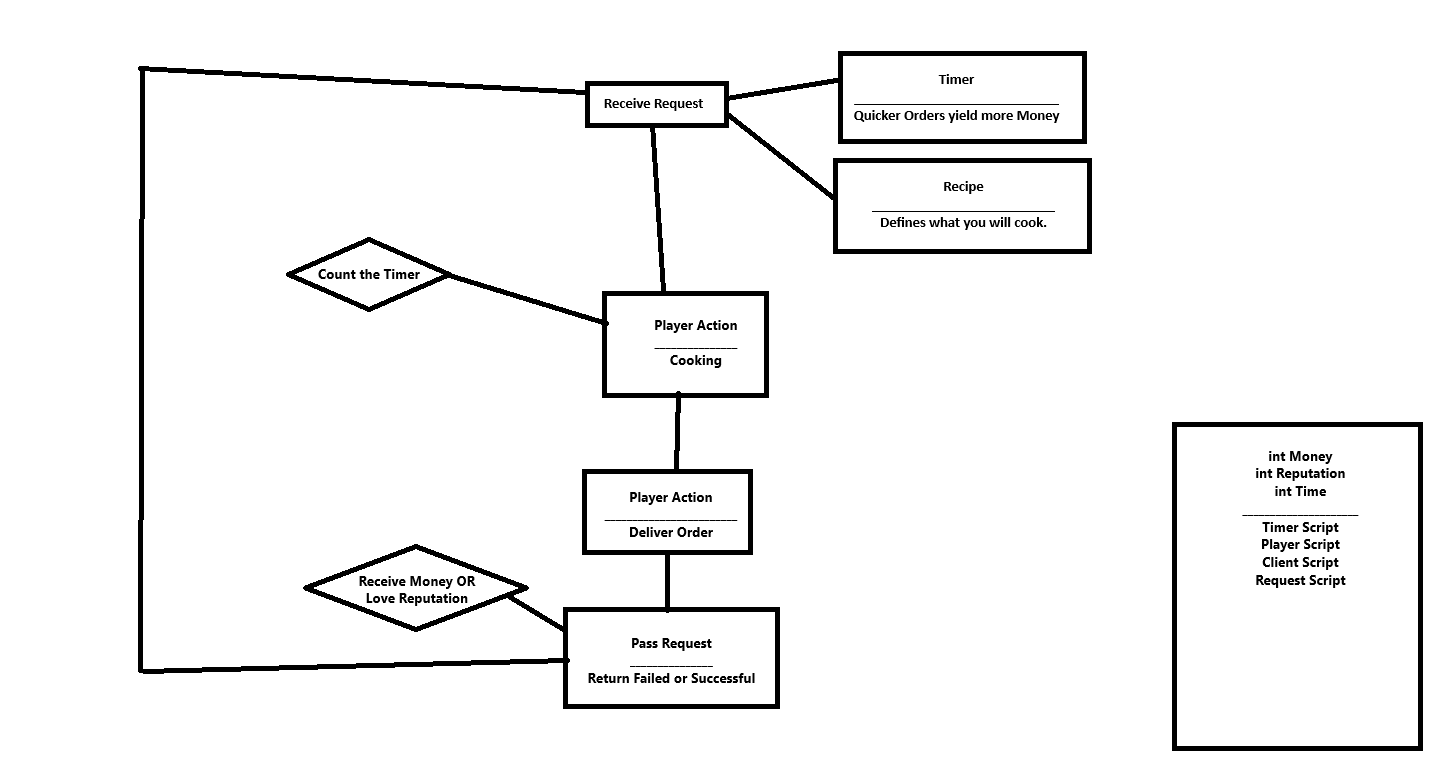 Receive Request
Timer
Quicker Orders yield more Money
Recipe
Defines what you will cook.
Count the Timer
Player Action
Cooking
Player Action
Deliver Order
Receive Money OR
Love Reputation
Pass Request
Return Failed or Successful
int Money
int Reputation
int Time
Timer Script
Player Script
Client Script
Request Script